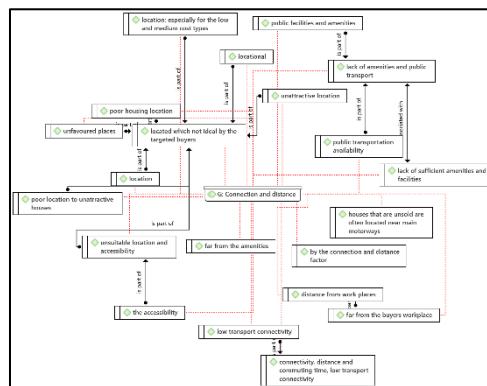 location: especially for the low
and medium cost types
public facilities and amenities
is part of
is part of
locational
is part of
lack of amenities and public
transport
unattractive location
poor housing location
is part of
unfavoured places
located which not ideal by the
targeted buyers
public transportation
availability
is part of
location
lack of sufficient amenities and
facilities
poor location to unattractive
houses
G: Connection and distance
is part of
houses that are unsold are
often located near main
motorways
unsuitable location and
accessibility
far from the amenities
by the connection and distance
factor
is part of
distance from work places
the accessibility
far from the buyers workplace
low transport connectivity
connectivity, distance and
commuting time, low transport
connectivity